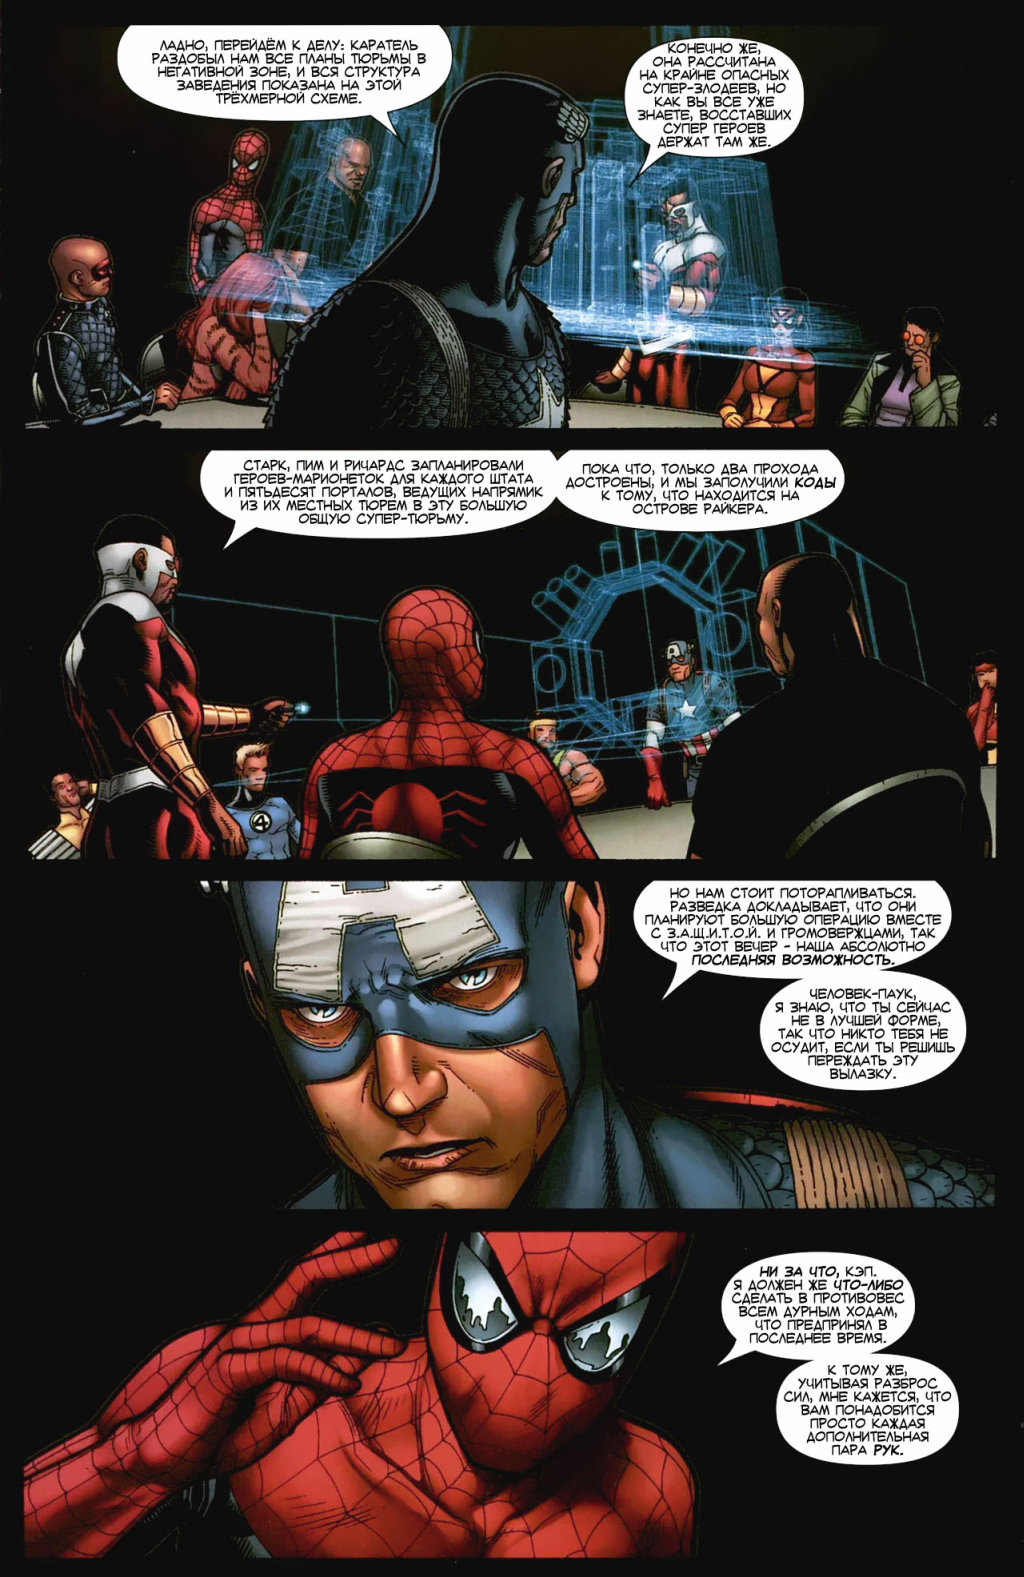 ЛАДНО, ПЕРЕЙДЁМ К ДЕЛУ: КАРАТЕЛЬ
РАЗДОБЫЛ НАМ ВСЕ ПЛАНЫ ТЮРЬМЫ В
НЕГАТИВНОЙ ЗОНЕ, И ВСЯ СТРУКТУРА
ЗАВЕДЕНИЯ ПОКАЗАНА НА ЭТОЙ
ТРЁХМЕРНОЙ СХЕМЕ.
КОНЕЧНО ЖЕ,
ОНА РАССЧИТАНА
НА КРАЙНЕ ОПАСНЫХ
СУПЕР-ЗЛОДЕЕВ, НО
КАК ВЫ ВСЕ УЖЕ
ЗНАЕТЕ, ВОССТАВШИХ
СУПЕР ГЕРОЕВ
ДЕРЖАТ ТАМ ЖЕ.
СТАРК, ПИМ И РИЧАРДС ЗАПЛАНИРОВАЛИ
ГЕРОЕВ-МАРИОНЕТОК ДЛЯ КАЖДОГО ШТАТА
И ПЯТЬДЕСЯТ ПОРТАЛОВ, ВЕДУЩИХ НАПРЯМИК
ИЗ ИХ МЕСТНЫХ ТЮРЕМ В ЭТУ БОЛЬШУЮ
ОБЩУЮ СУПЕР-ТЮРЬМУ.
ПОКА ЧТО, ТОЛЬКО ДВА ПРОХОДА
ДОСТРОЕНЫ, И МЫ ЗАПОЛУЧИЛИ КОДЫ
К ТОМУ, ЧТО НАХОДИТСЯ НА
ОСТРОВЕ РАЙКЕРА.
4
A
НО НАМ СТОИТ ПОТОРАПЛИВАТЬСЯ.
РАЗВЕДКА ДОКЛАДЫВАЕТ, ЧТО ОНИ
ПЛАНИРУЮТ БОЛЬШУЮ ОПЕРАЦИЮ ВМЕСТЕ
С З.А.Щ.И.Т.О.Й. И ГРОМОВЕРЖЦАМИ, ТАК
ЧТО ЭТОТ ВЕЧЕР - НАША АБСОЛЮТНО
ПОСЛЕДНЯЯ ВОЗМОЖНОСТЬ.
ЧЕЛОВЕК-ПАУК,
Я ЗНАЮ, ЧТО ТЫ СЕЙЧАС
НЕ В ЛУЧШЕЙ ФОРМЕ,
ТАК ЧТО НИКТО ТЕБЯ НЕ
ОСУДИТ, ЕСЛИ ТЫ РЕШИШЬ
ПЕРЕЖДАТЬ ЭТУ
ВЫЛАЗКУ.
НИ ЗА ЧТО, КЭП.
Я ДОЛЖЕН ЖЕ ЧТО-ЛИБО
СДЕЛАТЬ В ПРОТИВОВЕС
ВСЕМ ДУРНЫМ ХОДАМ,
ЧТО ПРЕДПРИНЯЛ В
ПОСЛЕДНЕЕ ВРЕМЯ.
К ТОМУ ЖЕ,
УЧИТЫВАЯ РАЗБРОС
СИЛ, МНЕ КАЖЕТСЯ, ЧТО
ВАМ ПОНАДОБИТСЯ
ПРОСТО КАЖДАЯ
ДОПОЛНИТЕЛЬНАЯ
ПАРА РУК.